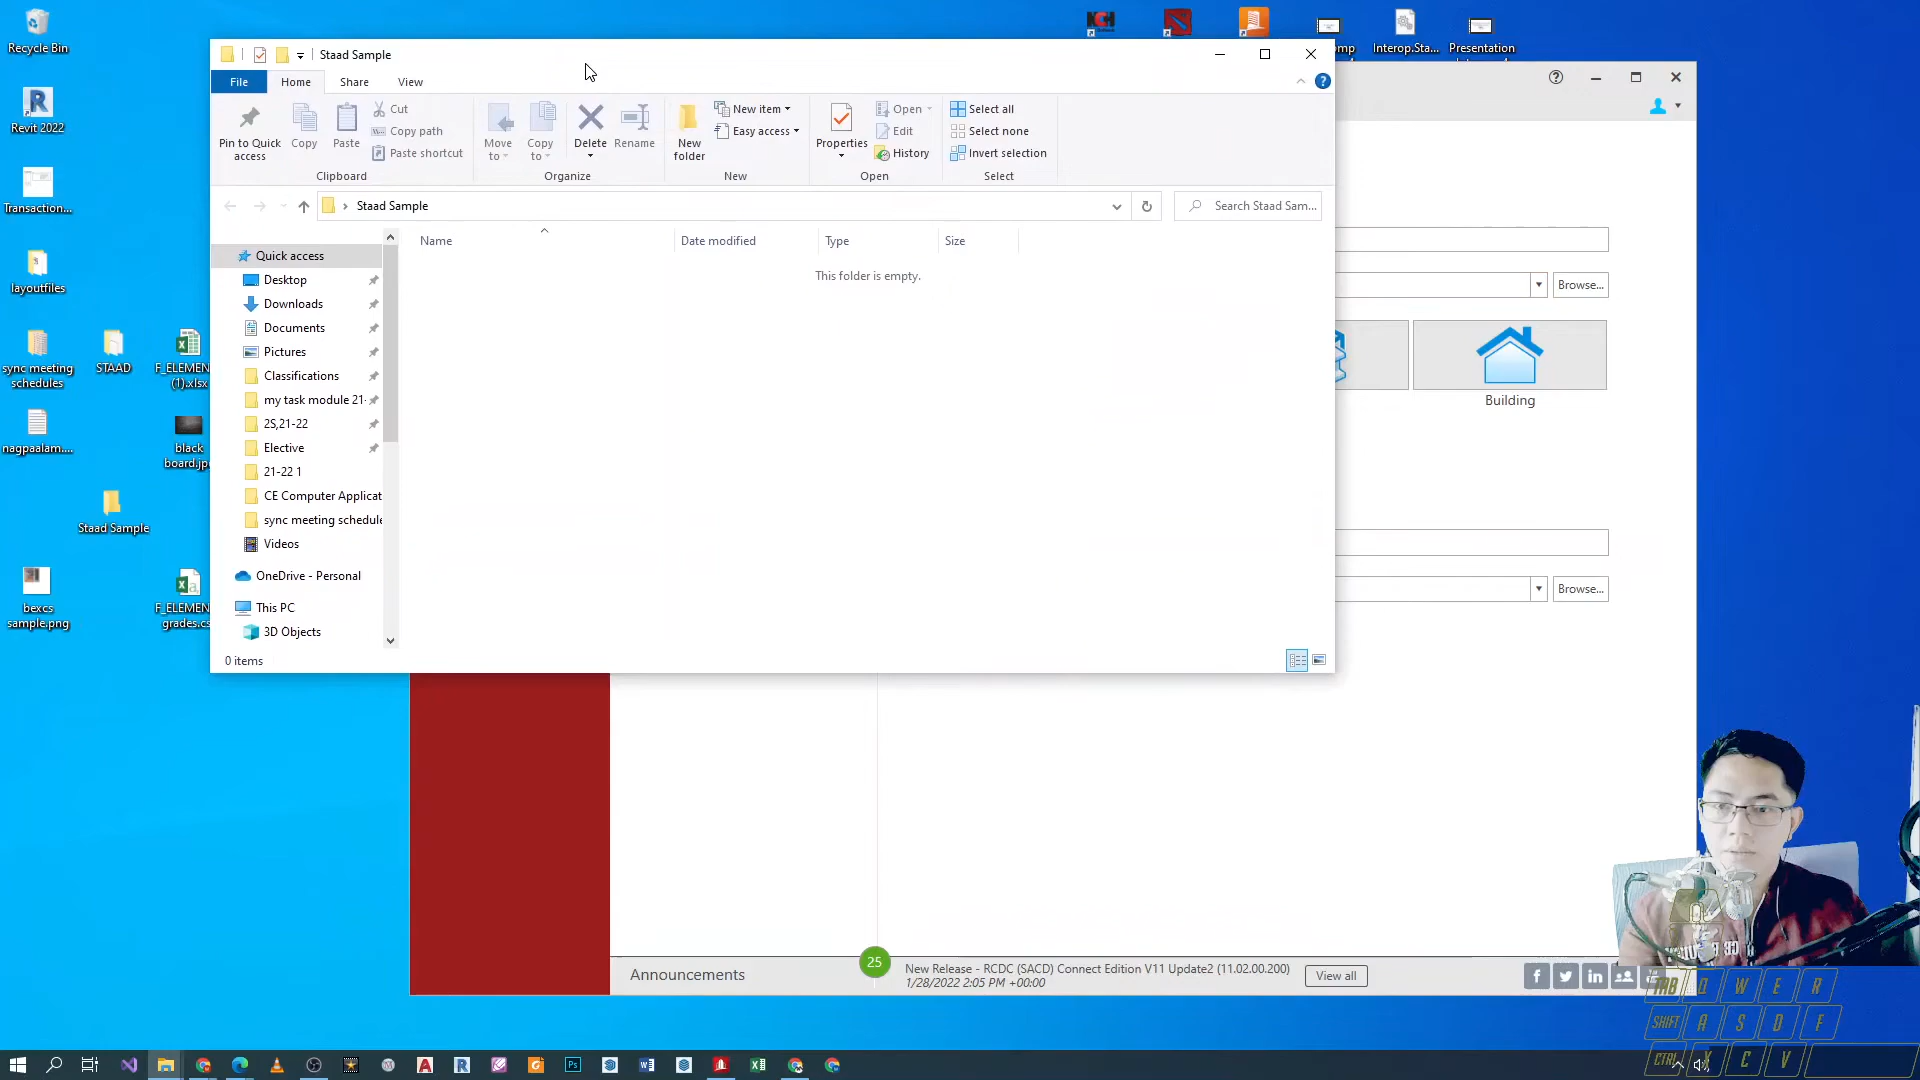 Recycle Bin
Revit 2022
Transaction...
layoutfiles
sync meeting
schedules
STAAD
F_ELEMEN
(1).xlsx
nagpaalam....
black
board.jp
Staad Sample
bexcs
sample.png
F_ELEMEN
grades.cs
Interop.Sta...
Presentation
Staad Sample
File
Home
Share
View
Pin to Quick
access
Copy
Paste
Cut
Copy path
Paste shortcut
Clipboard
Move
to
Copy
to
Delete
Rename
Organize
New
folder
New item
Easy access
New
Properties
Open
Edit
History
Open
Select all
Select none
Invert selection
Select
Staad Sample
Search Staad Sam...
Name
Date modified
Type
Size
This folder is empty.
Quick access
Desktop
Downloads
Documents
Pictures
Classifications
my task module 21-
2S,21-22
Elective
21-22 1
CE Computer Applicat
sync meeting schedule
Videos
OneDrive - Personal
This PC
3D Objects
0 items
Browse...
Building
Browse...
Announcements
25
New Release - RCDC (SACD) Connect Edition V11 Update2 (11.02.00.200)
1/28/2022 2:05 PM +00:00
View all
TAB Q W E R
SHIFT A S D F
CTRL X C V